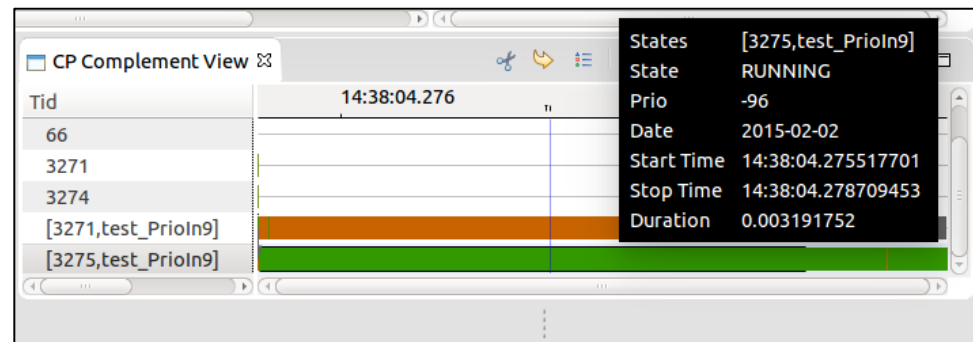 CP Complement View
Tid
14:38:04.276
66
3271
3274
[3271,test_PrioIn9]
[3275,test_PrioIn9]
States [3275,test_PrioIn9]
State RUNNING
Prio -96
Date 2015-02-02
Start Time 14:38:04.275517701
Stop Time 14:38:04.278709453
Duration 0.003191752